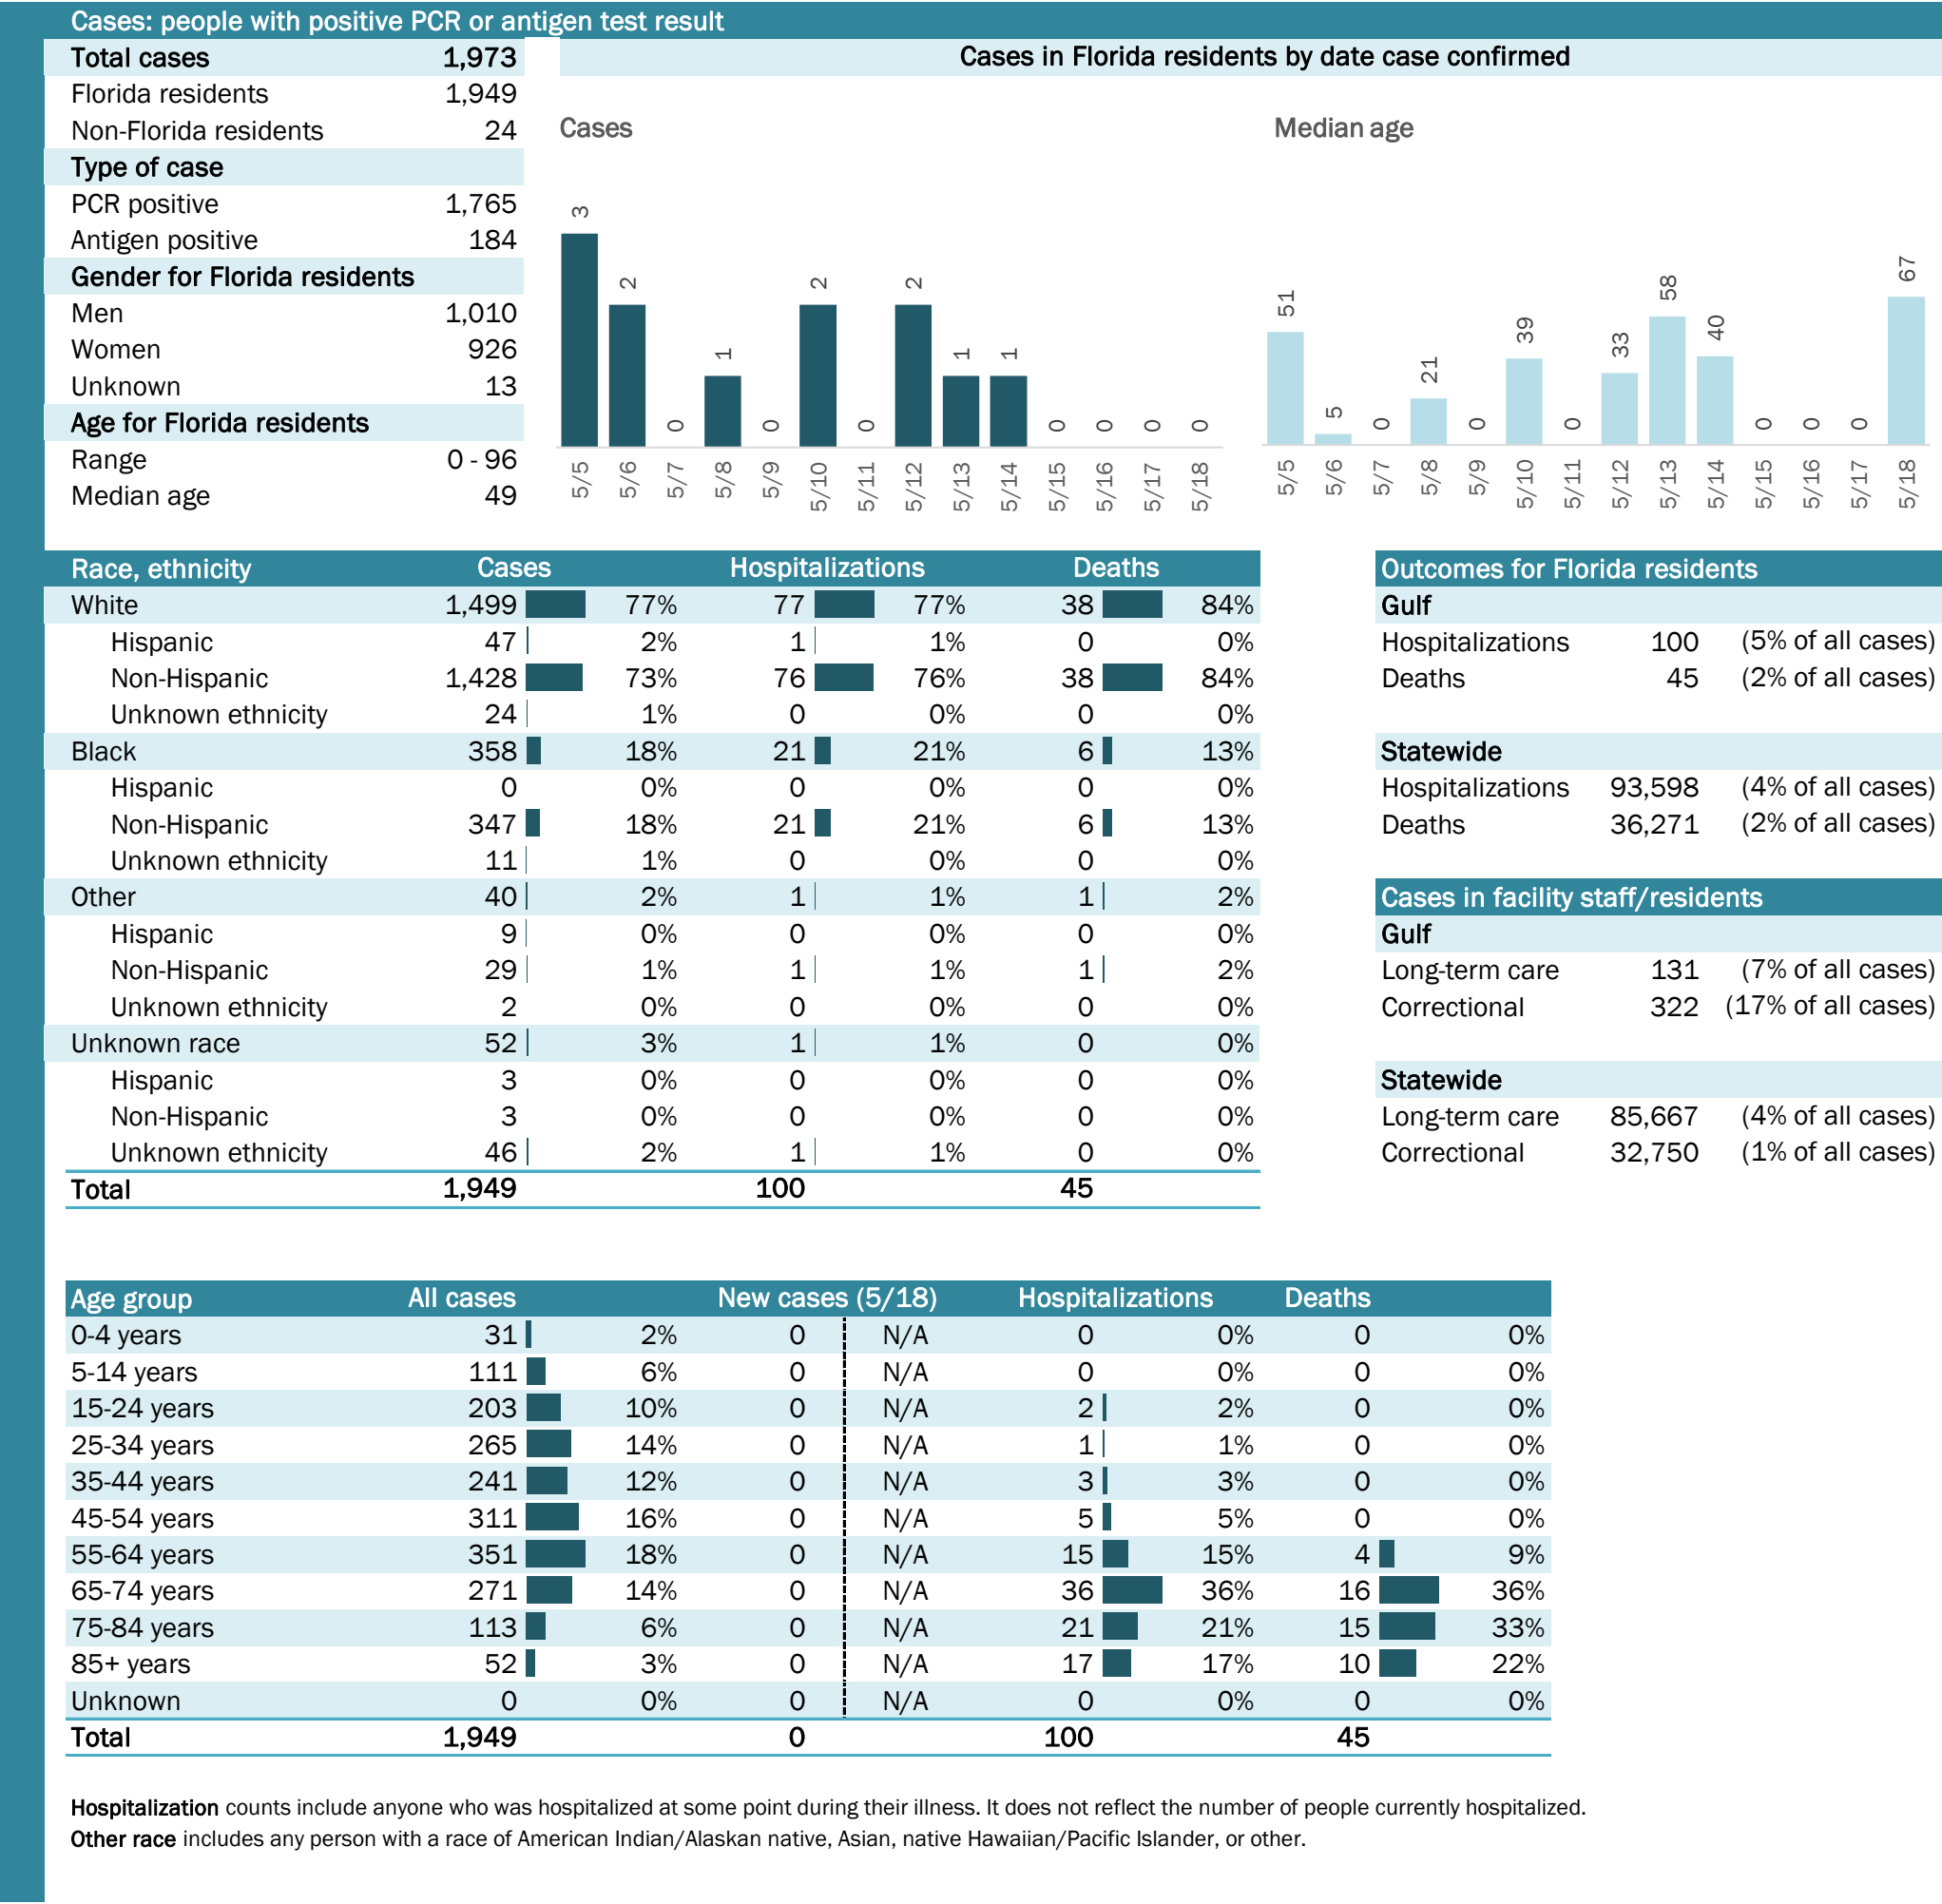 Cases: people with positive PCR or antigen test result
Total cases 1,973
Florida residents 1,949
Non-Florida residents 24
Type of case
PCR positive 1,765
Antigen positive 184
Gender for Florida residents
Men 1,010
Women 926
Unknown 13
Age for Florida residents
Range 0 - 96
Median age 49
Cases in Florida residents by date case confirmed
Cases
3 2 0 1 0 2 0 2 1 1 0 0 0 0
5/5 5/6 5/7 5/8 5/9 5/10 5/11 5/12 5/13 5/14 5/15 5/16 5/17 5/18
Median age
51 5 0 21 0 39 0 33 58 40 0 0 0 67
5/5 5/6 5/7 5/8 5/9 5/10 5/11 5/12 5/13 5/14 5/15 5/16 5/17 5/18
Race, ethnicity Cases Hospitalizations Deaths
White 1,499 77% 77 77% 38 84%
Hispanic 47 2% 1 1% 0 0%
Non-Hispanic 1,428 73% 76 76% 38 84%
Unknown ethnicity 24 1% 0 0% 0 0%
Black 358 18% 21 21% 6 13%
Hispanic 0 0% 0 0% 0 0%
Non-Hispanic 347 18% 21 21% 6 13%
Unknown ethnicity 11 1% 0 0% 0 0%
Other 40 2% 1 1% 1 2%
Hispanic 9 0% 0 0% 0 0%
Non-Hispanic 29 1% 1 1% 1 2%
Unknown ethnicity 2 0% 0 0% 0 0%
Unknown race 52 3% 1 1% 0 0%
Hispanic 3 0% 0 0% 0 0%
Non-Hispanic 3 0% 0 0% 0 0%
Unknown ethnicity 46 2% 1 1% 0 0%
Total 1,949 100 45
Outcomes for Florida residents
Gulf
Hospitalizations 100 (5% of all cases)
Deaths 45 (2% of all cases)
Statewide
Hospitalizations 93,598 (4% of all cases)
Deaths 36,271 (2% of all cases)
Cases in facility staff/residents
Gulf
Long-term care 131 (7% of all cases)
Correctional 322 (17% of all cases)
Statewide
Long-term care 85,667 (4% of all cases)
Correctional 32,750 (1% of all cases)
Age group All cases New cases (5/18) Hospitalizations Deaths
0-4 years 31 2% 0 N/A 0 0% 0 0%
5-14 years 111 6% 0 N/A 0 0% 0 0%
15-24 years 203 10% 0 N/A 2 2% 0 0%
25-34 years 265 14% 0 N/A 1 1% 0 0%
35-44 years 241 12% 0 N/A 3 3% 0 0%
45-54 years 311 16% 0 N/A 5 5% 0 0%
55-64 years 351 18% 0 N/A 15 15% 4 9%
65-74 years 271 14% 0 N/A 36 36% 16 36%
75-84 years 113 6% 0 N/A 21 21% 15 33%
85+ years 52 3% 0 N/A 17 17% 10 22%
Unknown 0 0% 0 N/A 0 0% 0 0%
Total 1,949 0 100 45
Hospitalization counts include anyone who was hospitalized at some point during their illness. It does not reflect the number of people currently hospitalized.
Other race includes any person with a race of American Indian/Alaskan native, Asian, native Hawaiian/Pacific Islander, or other.